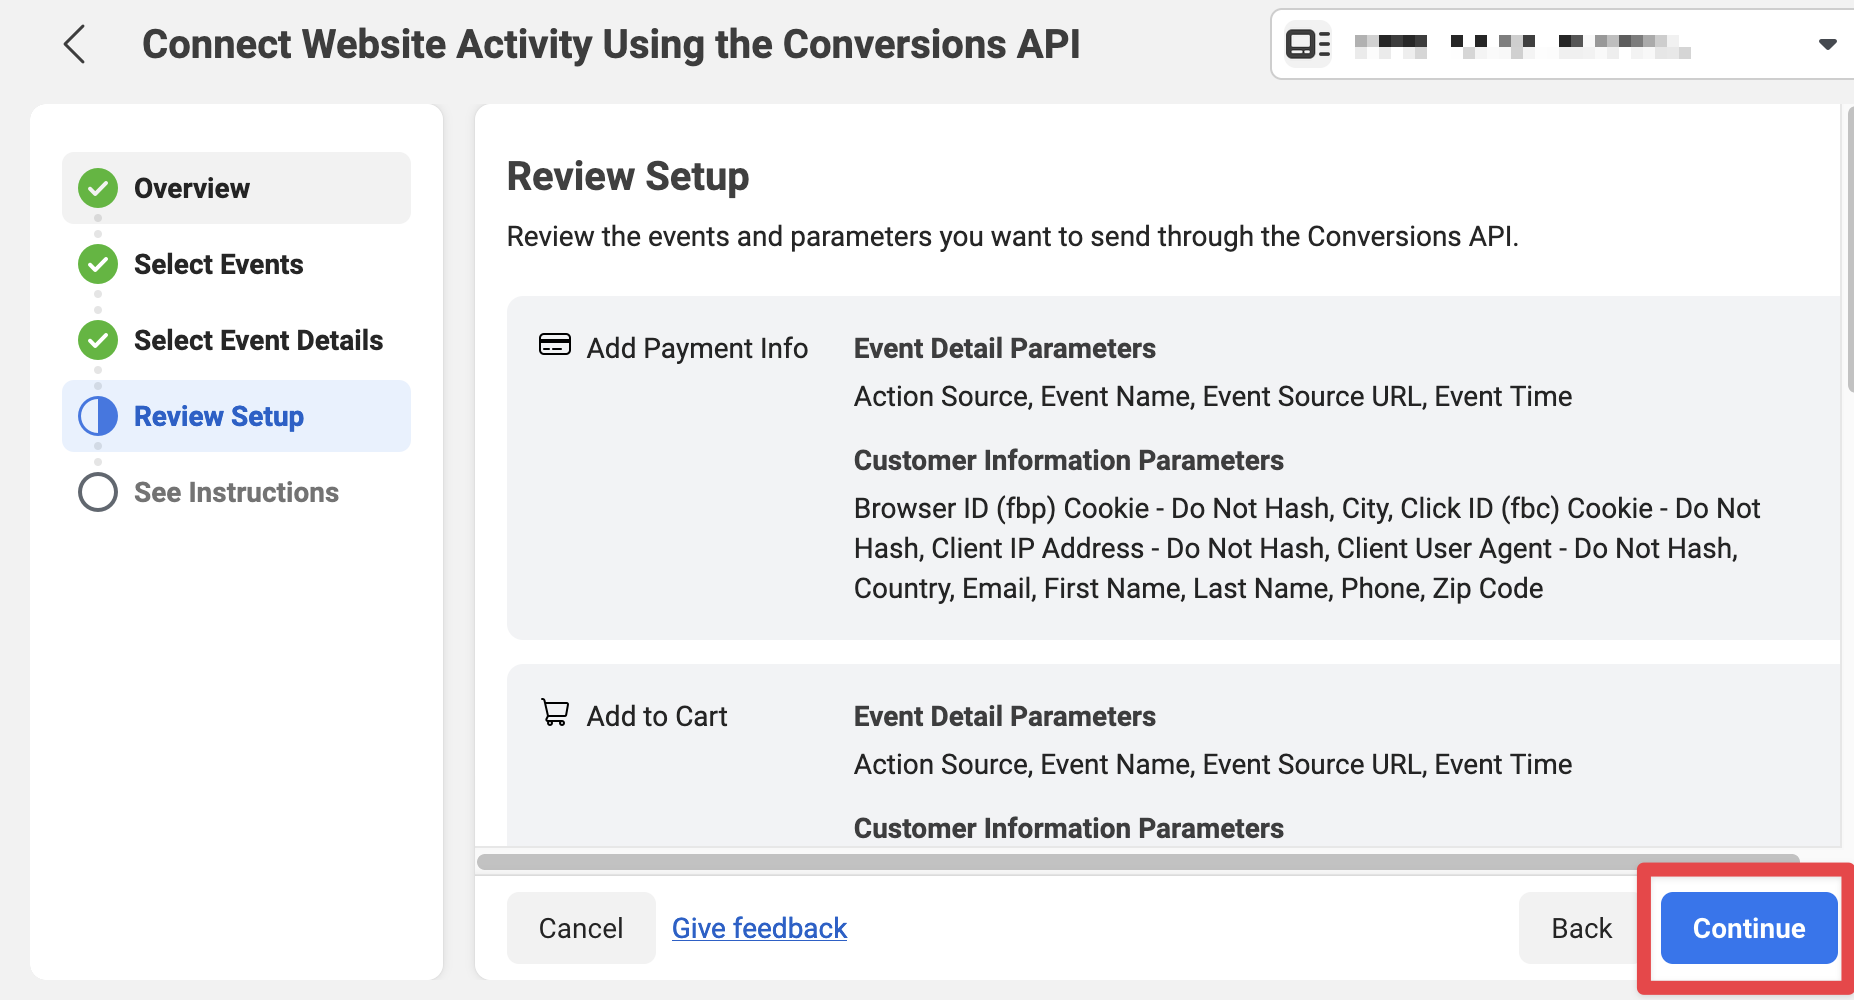 Connect Website Activity Using the Conversions API
Overview
Select Events
Select Event Details
Review Setup
See Instructions
Review Setup
Review the events and parameters you want to send through the Conversions API.
Add Payment Info
Event Detail Parameters
Action Source, Event Name, Event Source URL, Event Time
Customer Information Parameters
Browser ID (fbp) Cookie - Do Not Hash, City, Click ID (fbc) Cookie - Do Not
Hash, Client IP Address - Do Not Hash, Client User Agent - Do Not Hash,
Country, Email, First Name, Last Name, Phone, Zip Code
Add to Cart
Event Detail Parameters
Action Source, Event Name, Event Source URL, Event Time
Customer Information Parameters
Cancel
Give feedback
Back
Continue